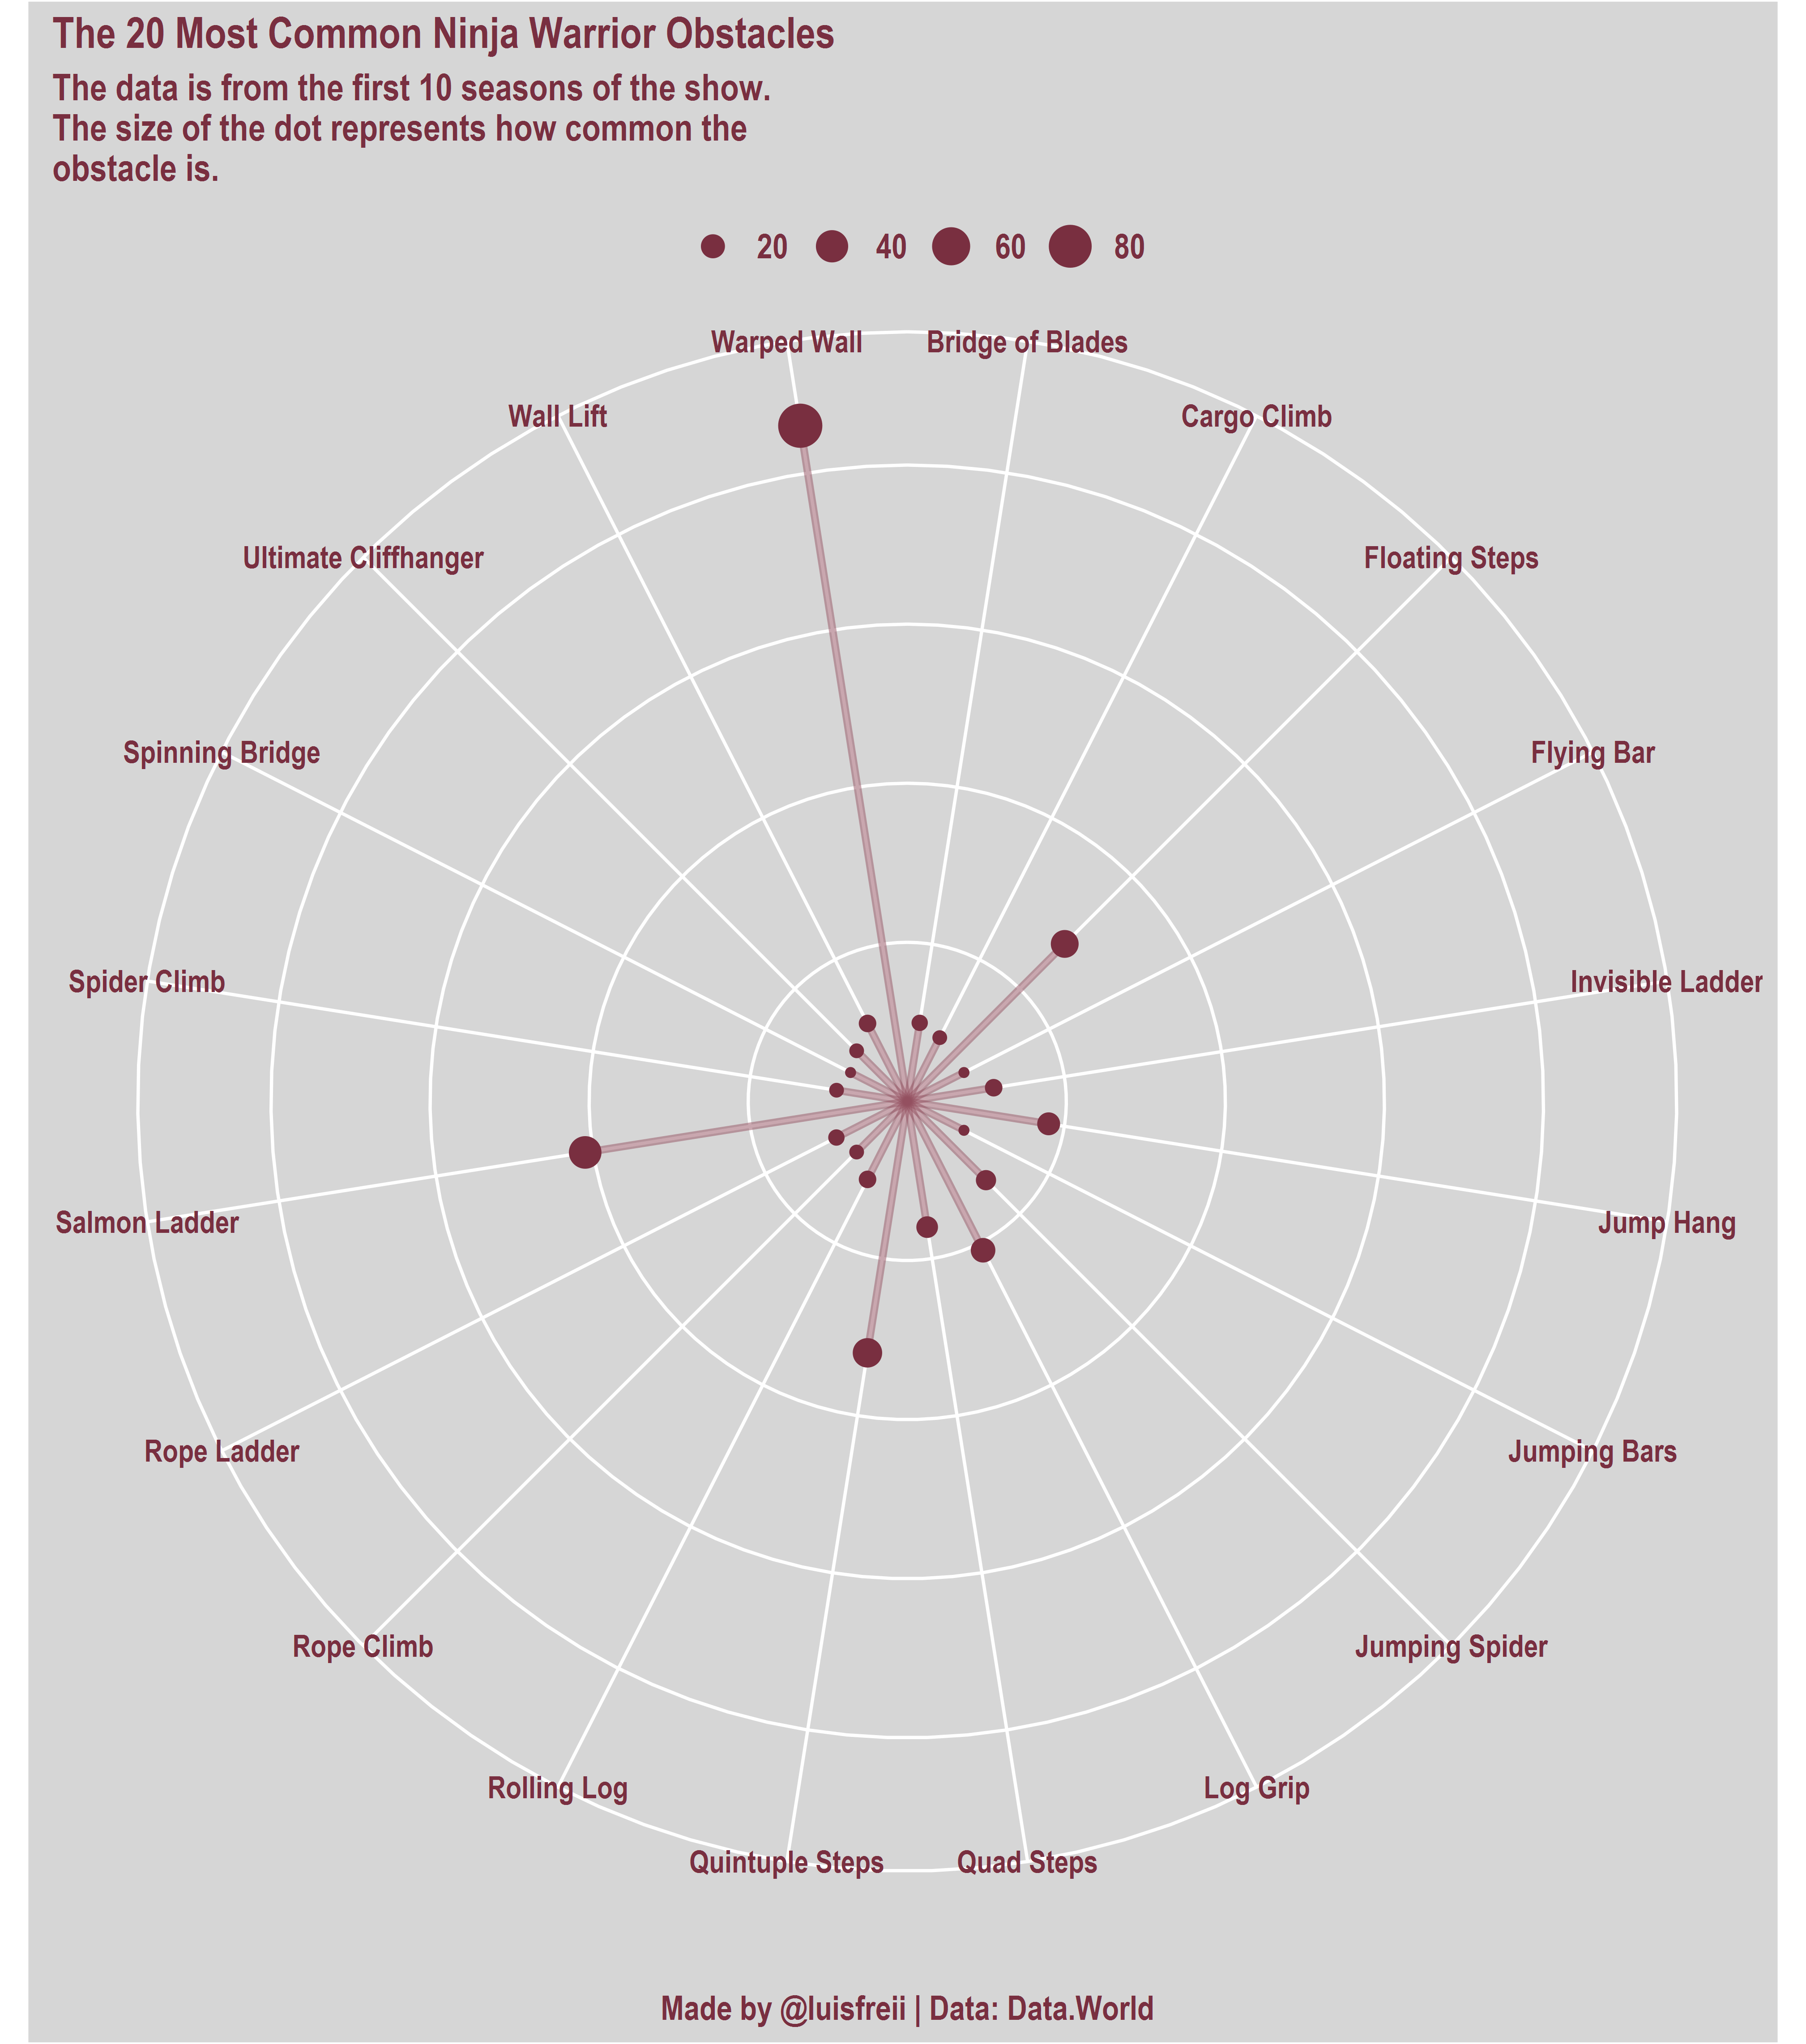 The 20 Most Common Ninja Warrior Obstacles
The data is from the first 10 seasons of the show.
The size of the dot represents how common the
obstacle is.
20 40 60 80
Warped Wall
Bridge of Blades
Wall Lift
Cargo Climb
Ultimate Cliffhanger
Floating Steps
Spinning Bridge
Flying Bar
Spider Climb
Invisible Ladder
Salmon Ladder
Jump Hang
Rope Ladder
Jumping Bars
Rope Climb
Jumping Spider
Rolling Log
Log Grip
Quintuple Steps
Quad Steps
Made by @luisfreii | Data: Data.World